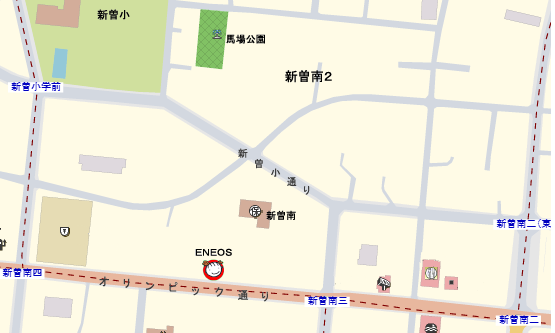 新曽小
馬場公園
新曽南2
新曽小学前
新曽小通り
保
新曽南
新曽南二(東
ENEOS
新曽南四
オリンピック通り
新曽南三
新曽南二